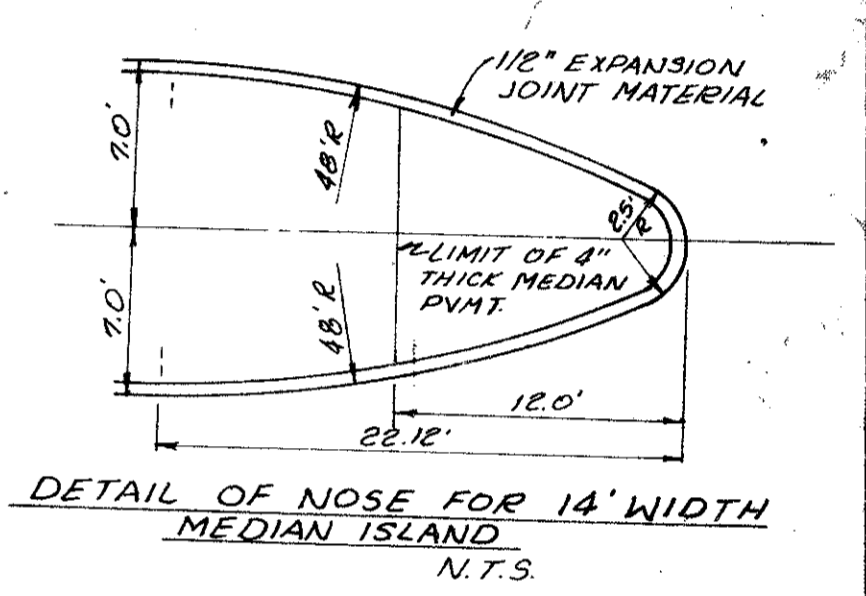 1/2" EXPANSION
JOINT MATERIAL
7.0'
48'R
2.5'
R
LIMIT OF 4"
THICK MEDIAN
PVMT.
7.0'
48'R
12.0'
22.12'
DETAIL OF NOSE FOR 14' WIDTH
MEDIAN ISLAND
N.T.S.